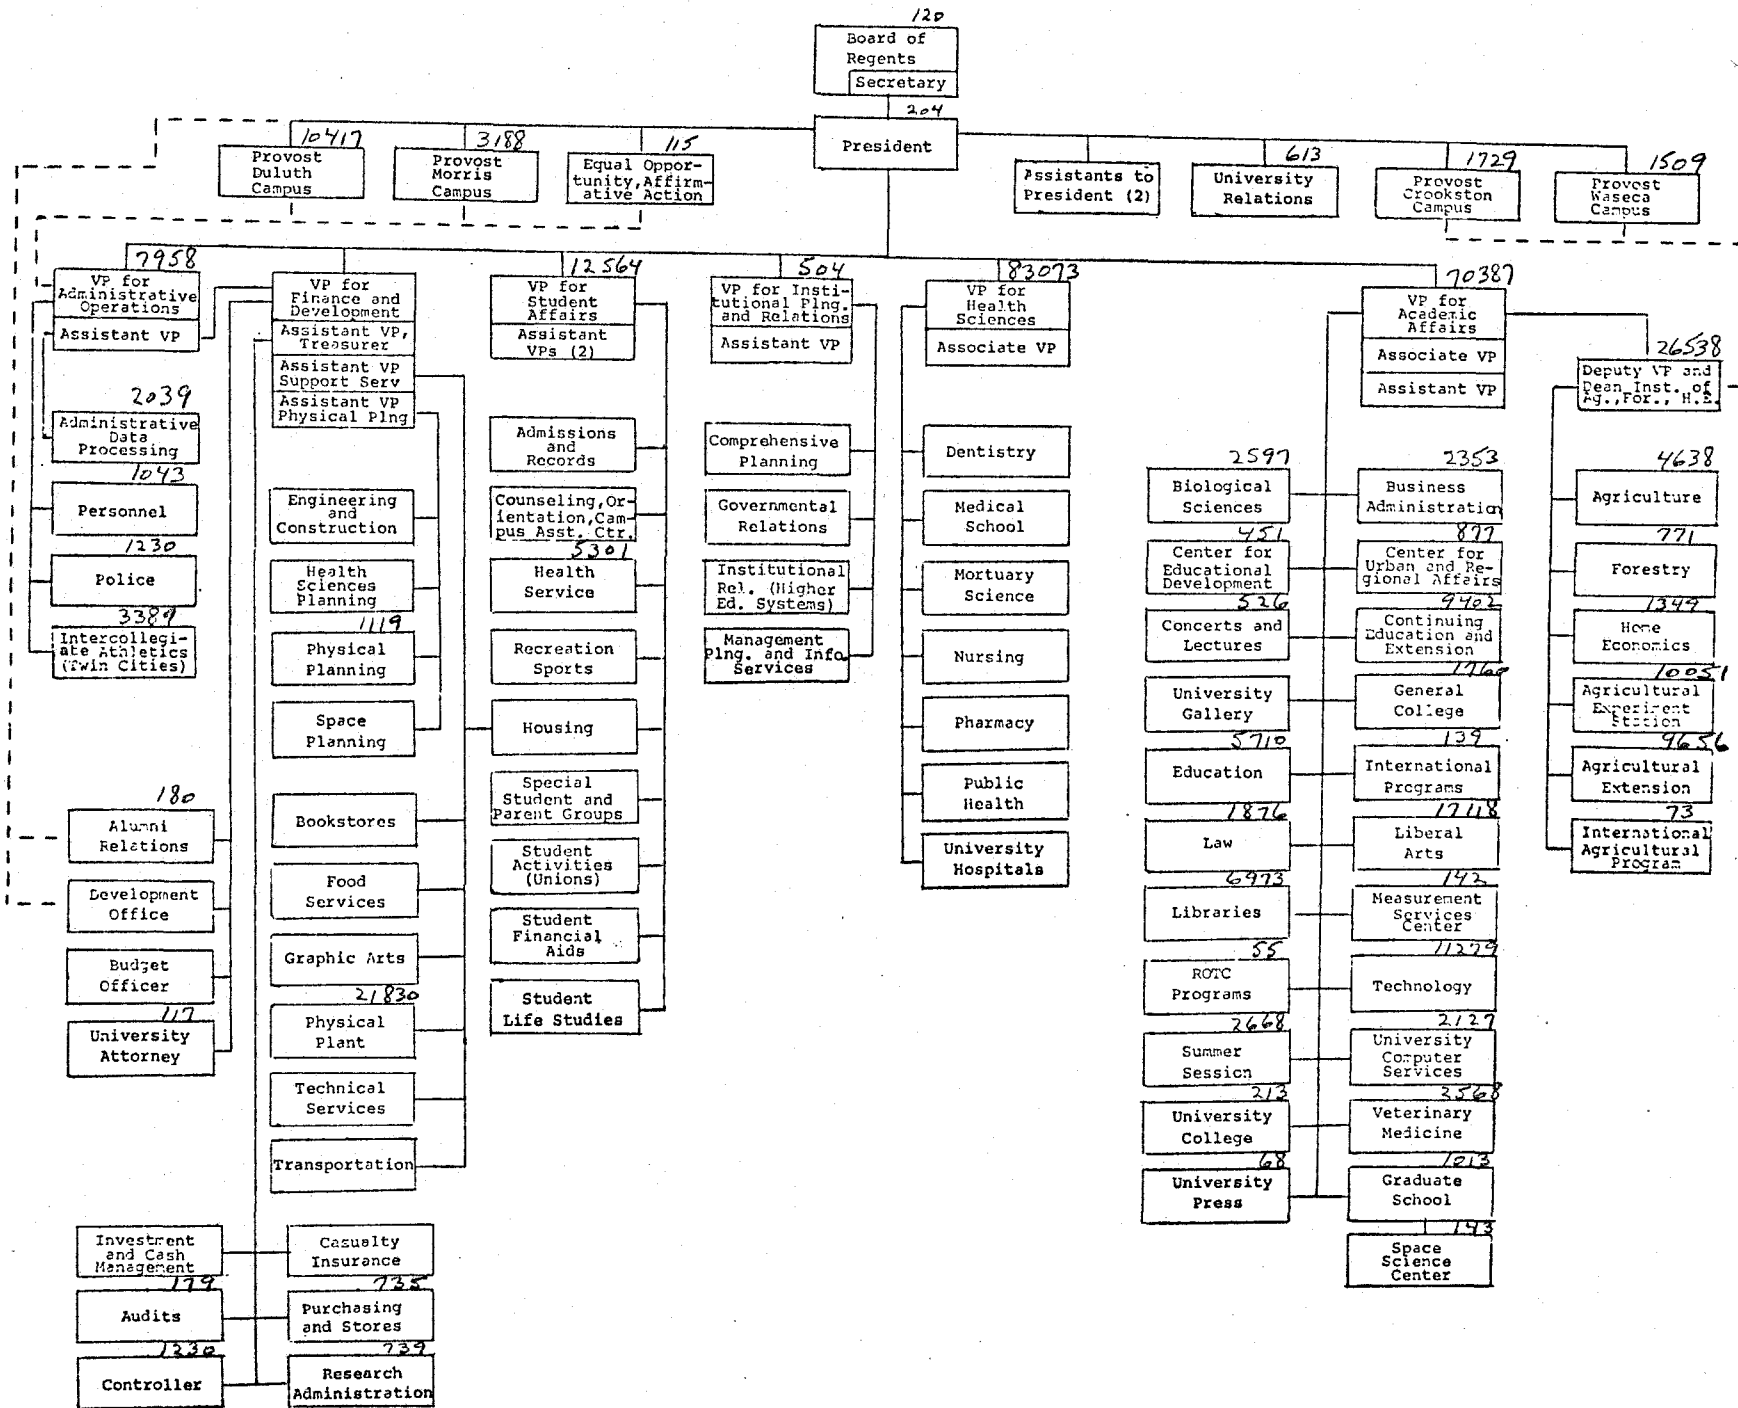 120
Board of
Regents
Secretary
204
President
10417
Provost
Duluth
Campus
3188
Provost
Morris
Campus
115
Equal Oppor-
tunity,Affirm-
ative Action
Assistants to
President (2)
613
University
Relations
1729
Provost
Crookston
Campus
1509
Provost
Waseca
Campus
7958
VP for
Administrative
Operations
Assistant VP
VP for
Finance and
Development
Assistant VP,
Treasurer
Assistant VP
Support Serv
Assistant VP
Physical Plng
12564
VP for
Student
Affairs
Assistant
VPs (2)
504
VP for Insti-
tutional Plng.
and Relations
Assistant VP
83073
VP for
Health
Sciences
Associate VP
70387
VP for
Academic
Affairs
Associate VP
Assistant VP
26538
Deputy VP and
Dean Inst. of
Ag.,For., H.E.
2039
Administrative
Data
Processing
1043
Personnel
1230
Police
3389
Intercollegi-
ate Athletics
(Twin Cities)
180
Alumni
Relations
Development
Office
Budget
Officer
117
University
Attorney
Engineering
and
Construction
Health
Sciences
Planning
1119
Physical
Planning
Space
Planning
Bookstores
Food
Services
Graphic Arts
21830
Physical
Plant
Technical
Services
Transportation
Investment
and Cash
Management
179
Audits
1230
Controller
Casualty
Insurance
735
Purchasing
and Stores
739
Research
Administration
Admissions
and
Records
Counseling,Or-
ientation,Cam-
pus Asst. Ctr.
5301
Health
Service
Recreation
Sports
Housing
Special
Student and
Parent Groups
Student
Activities
(Unions)
Student
Financial
Aids
Student
Life Studies
Comprehensive
Planning
Governmental
Relations
Institutional
Rel. (Higher
Ed. Systems)
Management
Plng. and Info.
Services
Dentistry
Medical
School
Mortuary
Science
Nursing
Pharmacy
Public
Health
University
Hospitals
2597
Biological
Sciences
451
Center for
Educational
Development
526
Concerts and
Lectures
University
Gallery
5710
Education
1876
Law
6973
Libraries
55
ROTC
Programs
2668
Summer
Session
213
University
College
68
University
Press
2353
Business
Administration
877
Center for
Urban and Re-
gional Affairs
9402
Continuing
Education and
Extension
1760
General
College
139
International
Programs
17118
Liberal
Arts
142
Measurement
Services
Center
11279
Technology
2127
University
Computer
Services
3568
Veterinary
Medicine
1013
Graduate
School
143
Space
Science
Center
4638
Agriculture
771
Forestry
1349
Home
Economics
10051
Agricultural
Experiment
Station
9656
Agricultural
Extension
73
International
Agricultural
Program